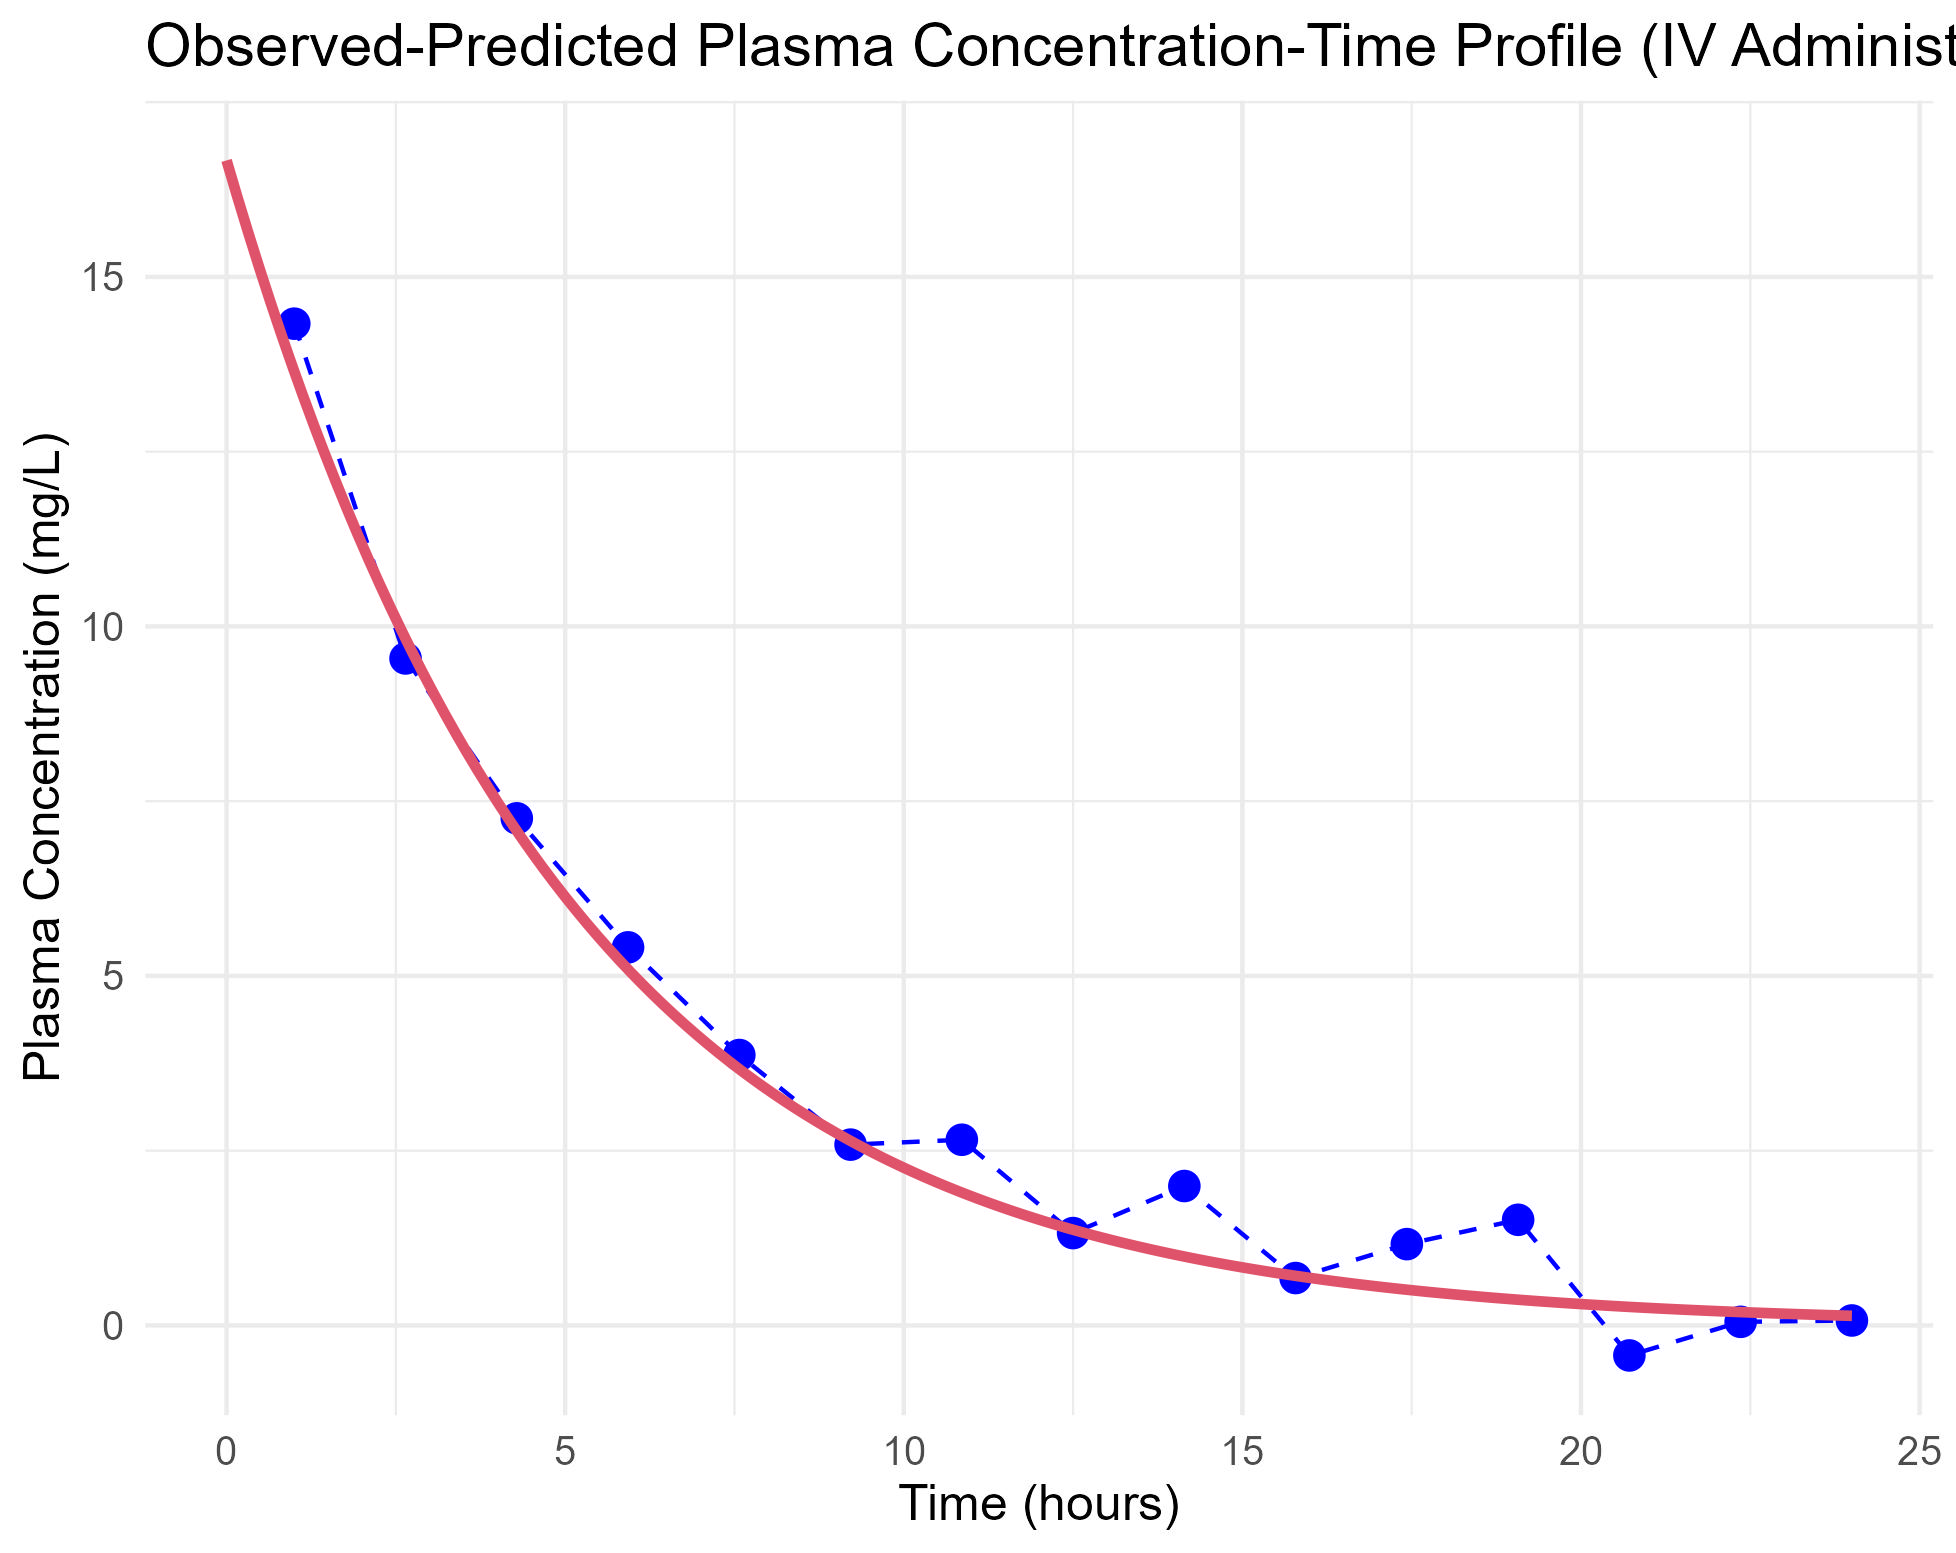 Observed-Predicted Plasma Concentration-Time Profile (IV Administ
Plasma Concentration (mg/L)
15
10
5
0
0 5 10 15 20 25
Time (hours)